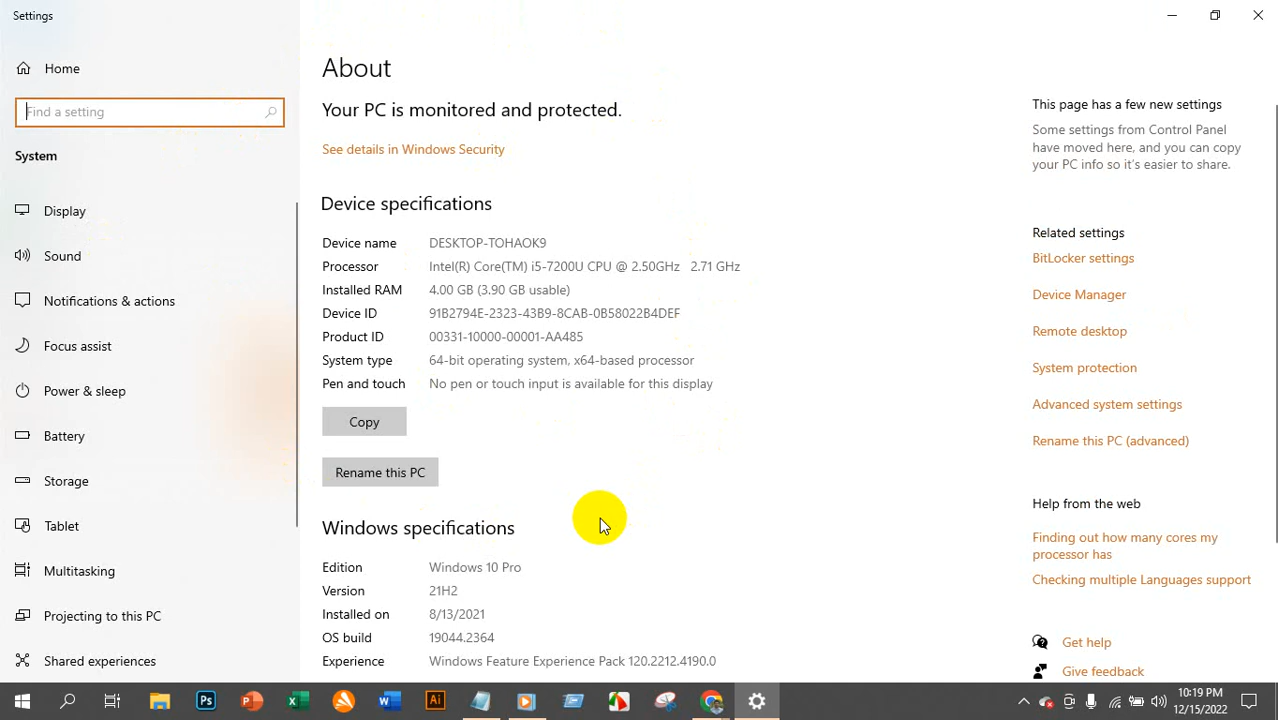 Settings
Home
Find a setting
System
Display
Sound
Notifications & actions
Focus assist
Power & sleep
Battery
Storage
Tablet
Multitasking
Projecting to this PC
Shared experiences
About
Your PC is monitored and protected.
See details in Windows Security
Device specifications
Device name DESKTOP-TOHAOK9
Processor Intel(R) Core(TM) i5-7200U CPU @ 2.50GHz 2.71 GHz
Installed RAM 4.00 GB (3.90 GB usable)
Device ID 91B2794E-2323-43B9-8CAB-0B58022B4DEF
Product ID 00331-10000-00001-AA485
System type 64-bit operating system, x64-based processor
Pen and touch No pen or touch input is available for this display
Copy
Rename this PC
Windows specifications
Edition Windows 10 Pro
Version 21H2
Installed on 8/13/2021
OS build 19044.2364
Experience Windows Feature Experience Pack 120.2212.4190.0
This page has a few new settings
Some settings from Control Panel
have moved here, and you can copy
your PC info so it's easier to share.
Related settings
BitLocker settings
Device Manager
Remote desktop
System protection
Advanced system settings
Rename this PC (advanced)
Help from the web
Finding out how many cores my
processor has
Checking multiple Languages support
Get help
Give feedback
Ps
P
X
W
Ai
10:19 PM
12/15/2022